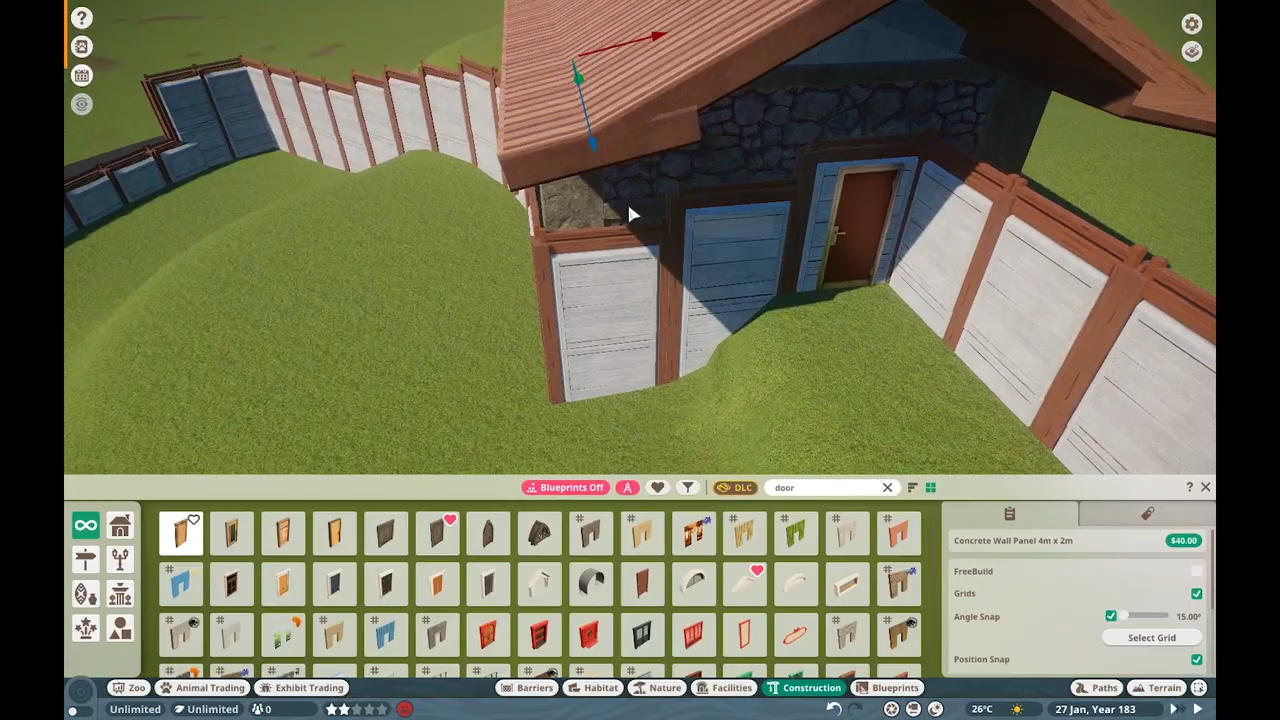 Blueprints Off
DLC
door
Concrete Wall Panel 4m x 2m
$40.00
FreeBuild
Grids
Angle Snap
15.00°
Select Grid
Position Snap
Zoo
Animal Trading
Exhibit Trading
Barriers
Habitat
Nature
Facilities
Construction
Blueprints
Paths
Terrain
Unlimited
Unlimited
0
26°C
27 Jan, Year 183